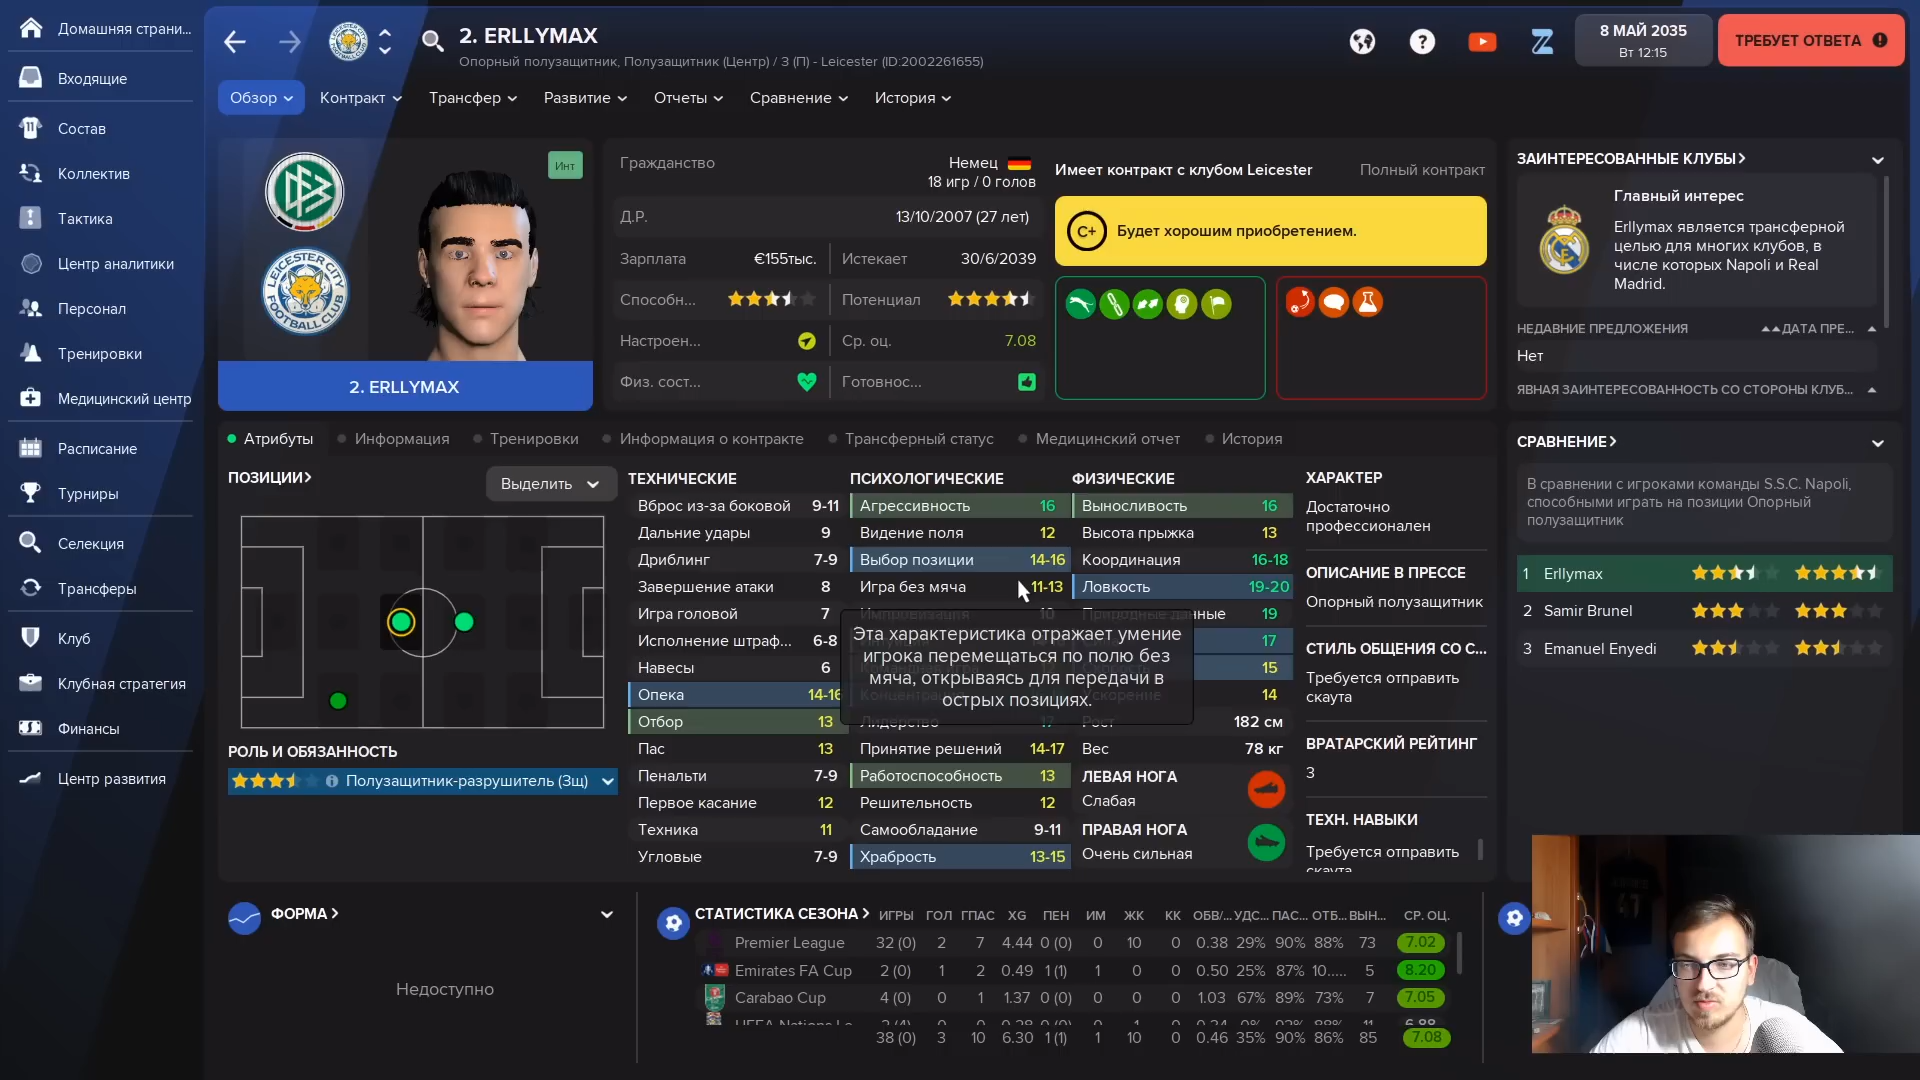 Домашняя страни...
Входящие
Состав
Коллектив
Тактика
Центр аналитики
Персонал
Тренировки
Медицинский центр
Расписание
Турниры
Селекция
Трансферы
Клуб
Клубная стратегия
Финансы
Центр развития
2. ERLLYMAX
Опорный полузащитник, Полузащитник (Центр) / З (П) - Leicester (ID:2002261655)
8 МАЙ 2035
Вт 12:15
ТРЕБУЕТ ОТВЕТА
Обзор Контракт Трансфер Развитие Отчеты Сравнение История
Инт
LEICESTER CITY
FOOTBALL CLUB
2. ERLLYMAX
Гражданство Немец
18 игр / 0 голов
Д.Р. 13/10/2007 (27 лет)
Зарплата €155тыс. Истекает 30/6/2039
Способн... Потенциал
Настроен... Ср. оц. 7.08
Физ. сост... Готовнос...
Имеет контракт с клубом Leicester Полный контракт
C+ Будет хорошим приобретением.
ЗАИНТЕРЕСОВАННЫЕ КЛУБЫ
Главный интерес
Erllymax является трансферной
целью для многих клубов, в
числе которых Napoli и Real
Madrid.
НЕДАВНИЕ ПРЕДЛОЖЕНИЯ ДАТА ПРЕ...
Нет
ЯВНАЯ ЗАИНТЕРЕСОВАННОСТЬ СО СТОРОНЫ КЛУБ...
Атрибуты Информация Тренировки Информация о контракте Трансферный статус Медицинский отчет История
ПОЗИЦИИ Выделить
РОЛЬ И ОБЯЗАННОСТЬ
Полузащитник-разрушитель (Зщ)
ТЕХНИЧЕСКИЕ
Вброс из-за боковой 9-11
Дальние удары 9
Дриблинг 7-9
Завершение атаки 8
Игра головой 7
Исполнение штраф... 6-8
Навесы 6
Опека 14-16
Отбор 13
Пас 13
Пенальти 7-9
Первое касание 12
Техника 11
Угловые 7-9
ПСИХОЛОГИЧЕСКИЕ
Агрессивность 16
Видение поля 12
Выбор позиции 14-16
Игра без мяча 11-13
Импровизация 10
Эта характеристика отражает умение
игрока перемещаться по полю без
мяча, открываясь для передачи в
острых позициях.
Концентрация
Лидерство 17
Принятие решений 14-17
Работоспособность 13
Решительность 12
Самообладание 9-11
Храбрость 13-15
ФИЗИЧЕСКИЕ
Выносливость 16
Высота прыжка 13
Координация 16-18
Ловкость 19-20
Природные данные 19
17
15
Ускорение 14
Рост 182 см
Вес 78 кг
ЛЕВАЯ НОГА
Слабая
ПРАВАЯ НОГА
Очень сильная
ХАРАКТЕР
Достаточно
профессионален
ОПИСАНИЕ В ПРЕССЕ
Опорный полузащитник
СТИЛЬ ОБЩЕНИЯ СО С...
Требуется отправить
скаута
ВРАТАРСКИЙ РЕЙТИНГ
3
ТЕХН. НАВЫКИ
Требуется отправить
скаута
СРАВНЕНИЕ
В сравнении с игроками команды S.S.C. Napoli,
способными играть на позиции Опорный
полузащитник
1 Erllymax
2 Samir Brunel
3 Emanuel Enyedi
ФОРМА
Недоступно
СТАТИСТИКА СЕЗОНА ИГРЫ ГОЛ ГПАС XG ПЕН ИМ ЖК КК ОБВ/... УДС... ПАС... ОТБ... ВЫН... СР. ОЦ.
Premier League 32 (0) 2 7 4.44 0 (0) 0 10 0 0.38 29% 90% 88% 73 7.02
Emirates FA Cup 2 (0) 1 2 0.49 1 (1) 1 0 0 0.50 25% 87% 10..... 5 8.20
Carabao Cup 4 (0) 0 1 1.37 0 (0) 0 0 0 1.03 67% 89% 73% 7 7.05
38 (0) 3 10 6.30 1 (1) 1 10 0 0.46 35% 90% 86% 85 7.08